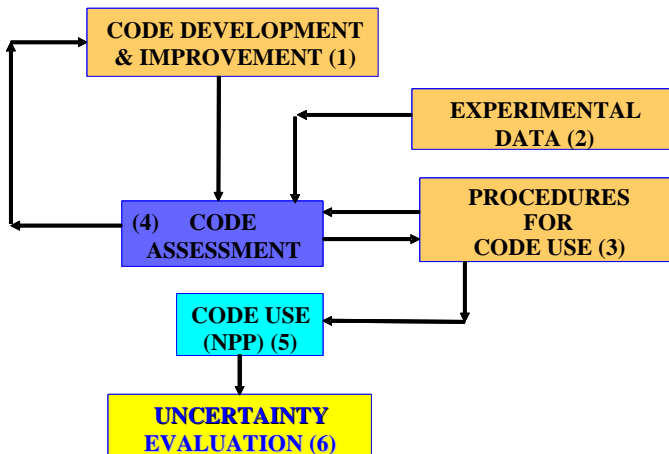 CODE DEVELOPMENT
& IMPROVEMENT (1)
EXPERIMENTAL
DATA (2)
(4) CODE
ASSESSMENT
PROCEDURES
FOR
CODE USE (3)
CODE USE
(NPP) (5)
UNCERTAINTY
EVALUATION (6)